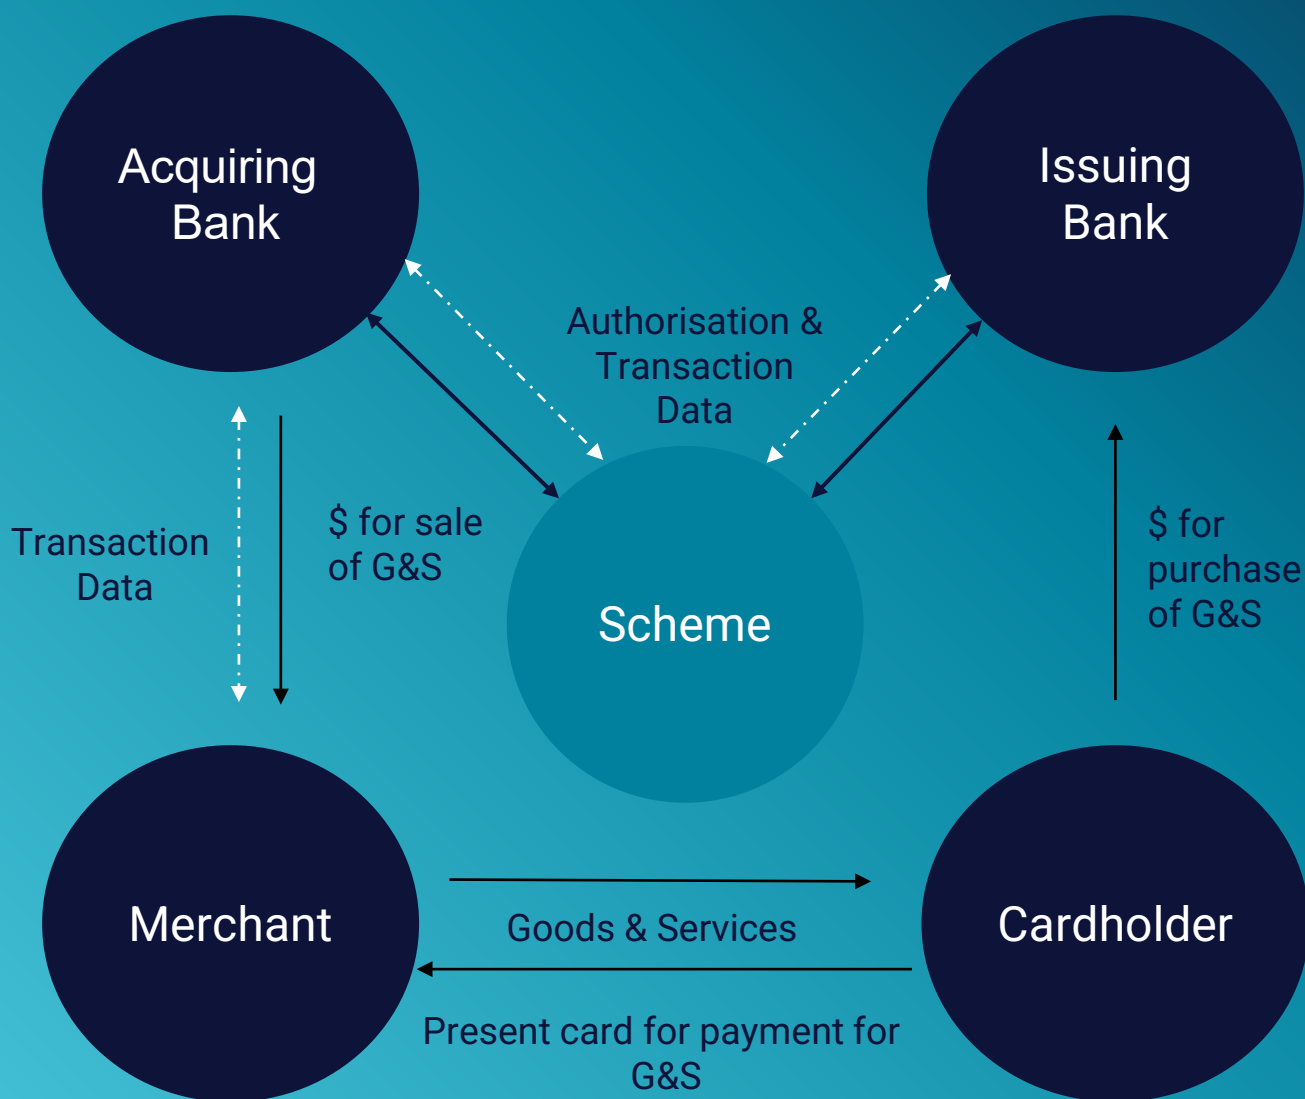 Acquiring
Bank
Issuing
Bank
Authorisation &
Transaction
Data
Transaction
Data
$ for sale
of G&S
Scheme
$ for
purchase
of G&S
Merchant
Goods & Services
Cardholder
Present card for payment for
G&S